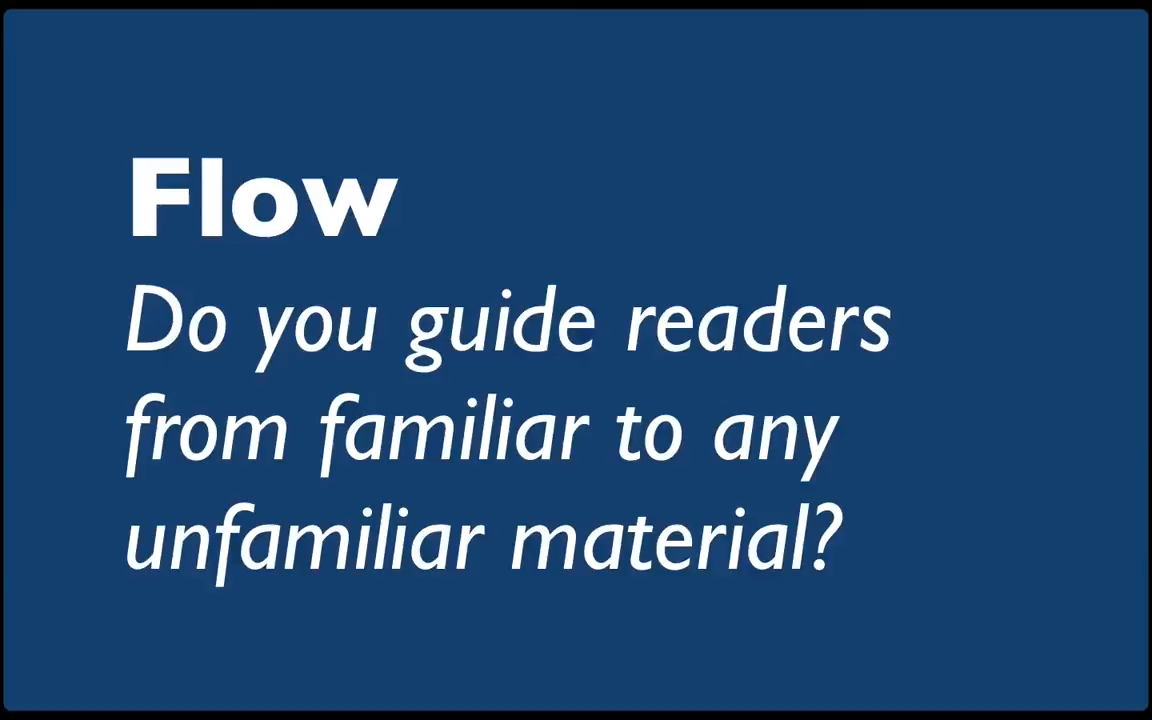 Flow
Do you guide readers
from familiar to any
unfamiliar material?